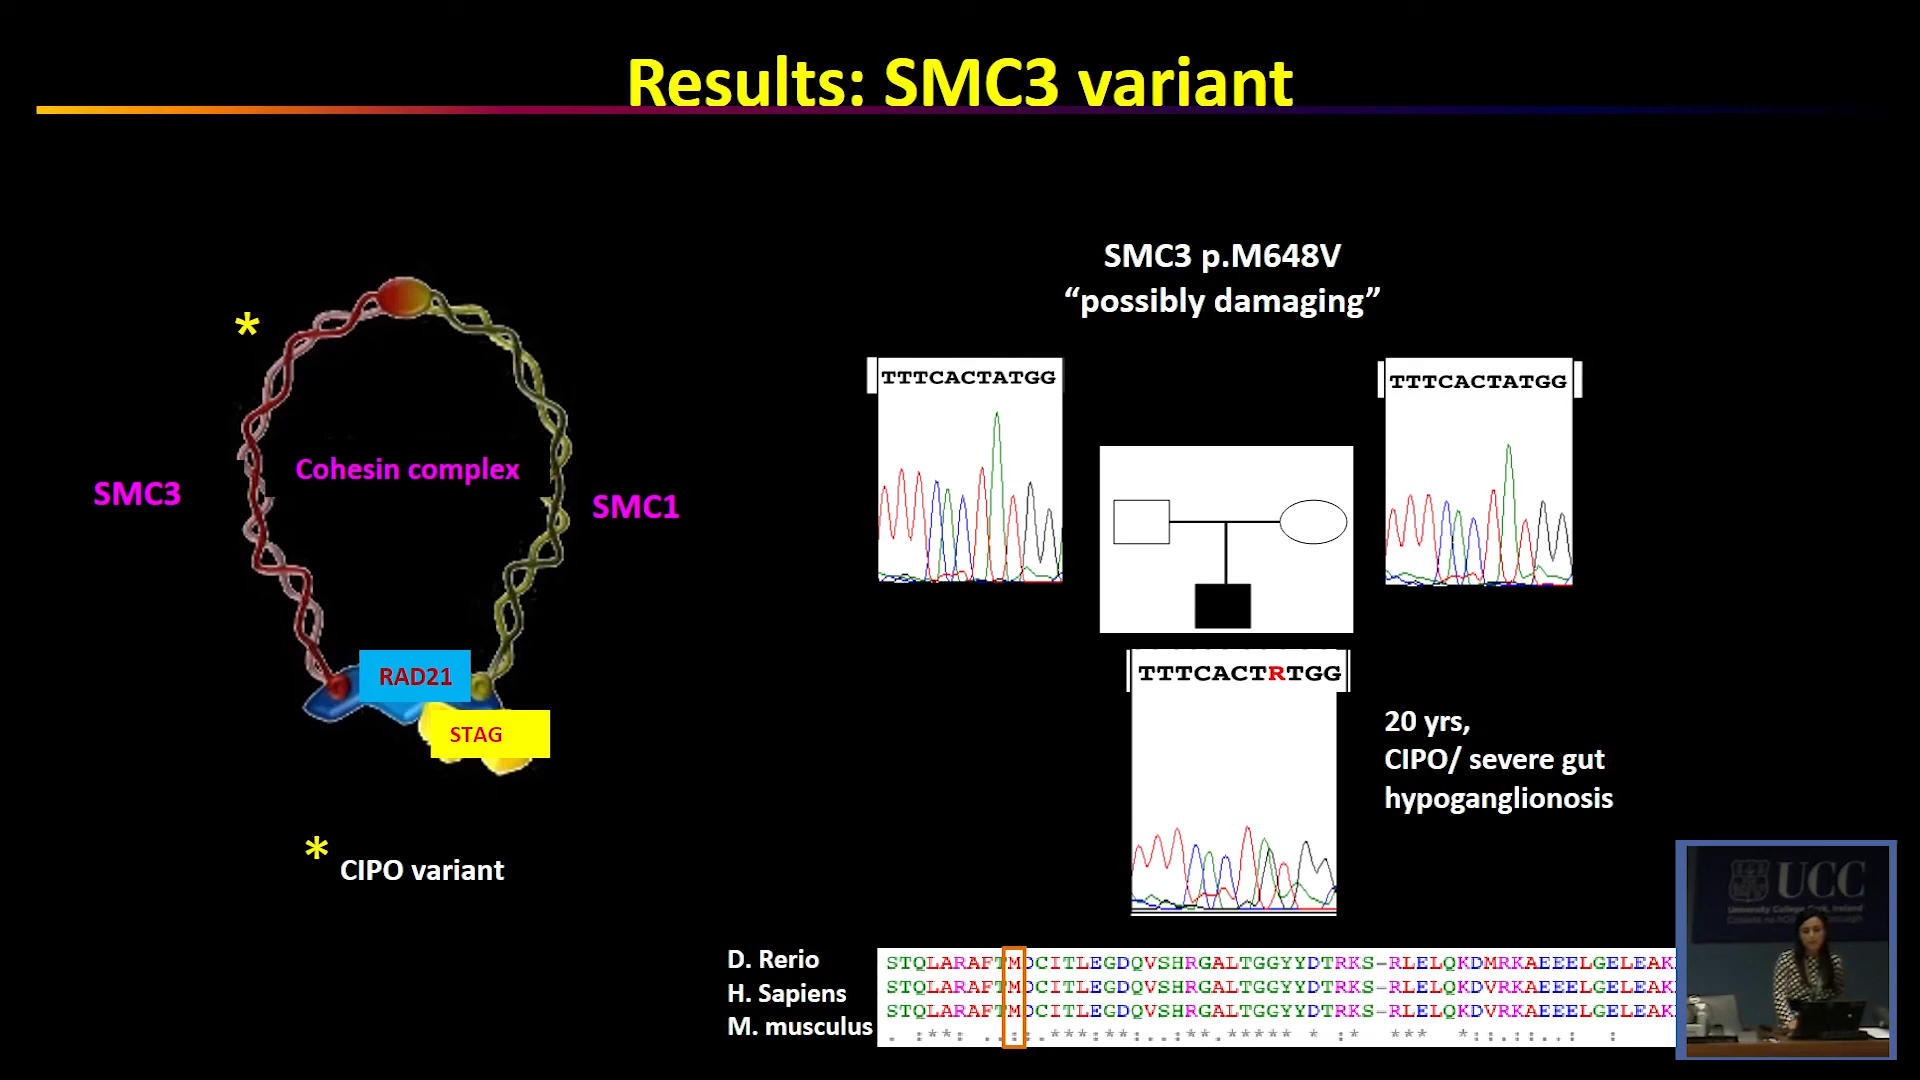 Results: SMC3 variant
SMC3 p.M648V
“possibly damaging”
*
TTTCACTATGG
TTTCACTATGG
Cohesin complex
SMC3
SMC1
RAD21
STAG
TTTCACTRTGG
20 yrs,
CIPO/ severe gut
hypoganglionosis
* CIPO variant
UCC
University College Cork, Ireland
D. Rerio STQLARAFTMDCITLEGDQVSHRGALTGGYYDTRKS-RLELQKDMRKAEEELGELEAK
H. Sapiens STQLARAFTMDCITLEGDQVSHRGALTGGYYDTRKS-RLELQKDVRKAEEELGELEAK
M. musculus STQLARAFTMDCITLEGDQVSHRGALTGGYYDTRKS-RLELQKDVRKAEEELGELEAK